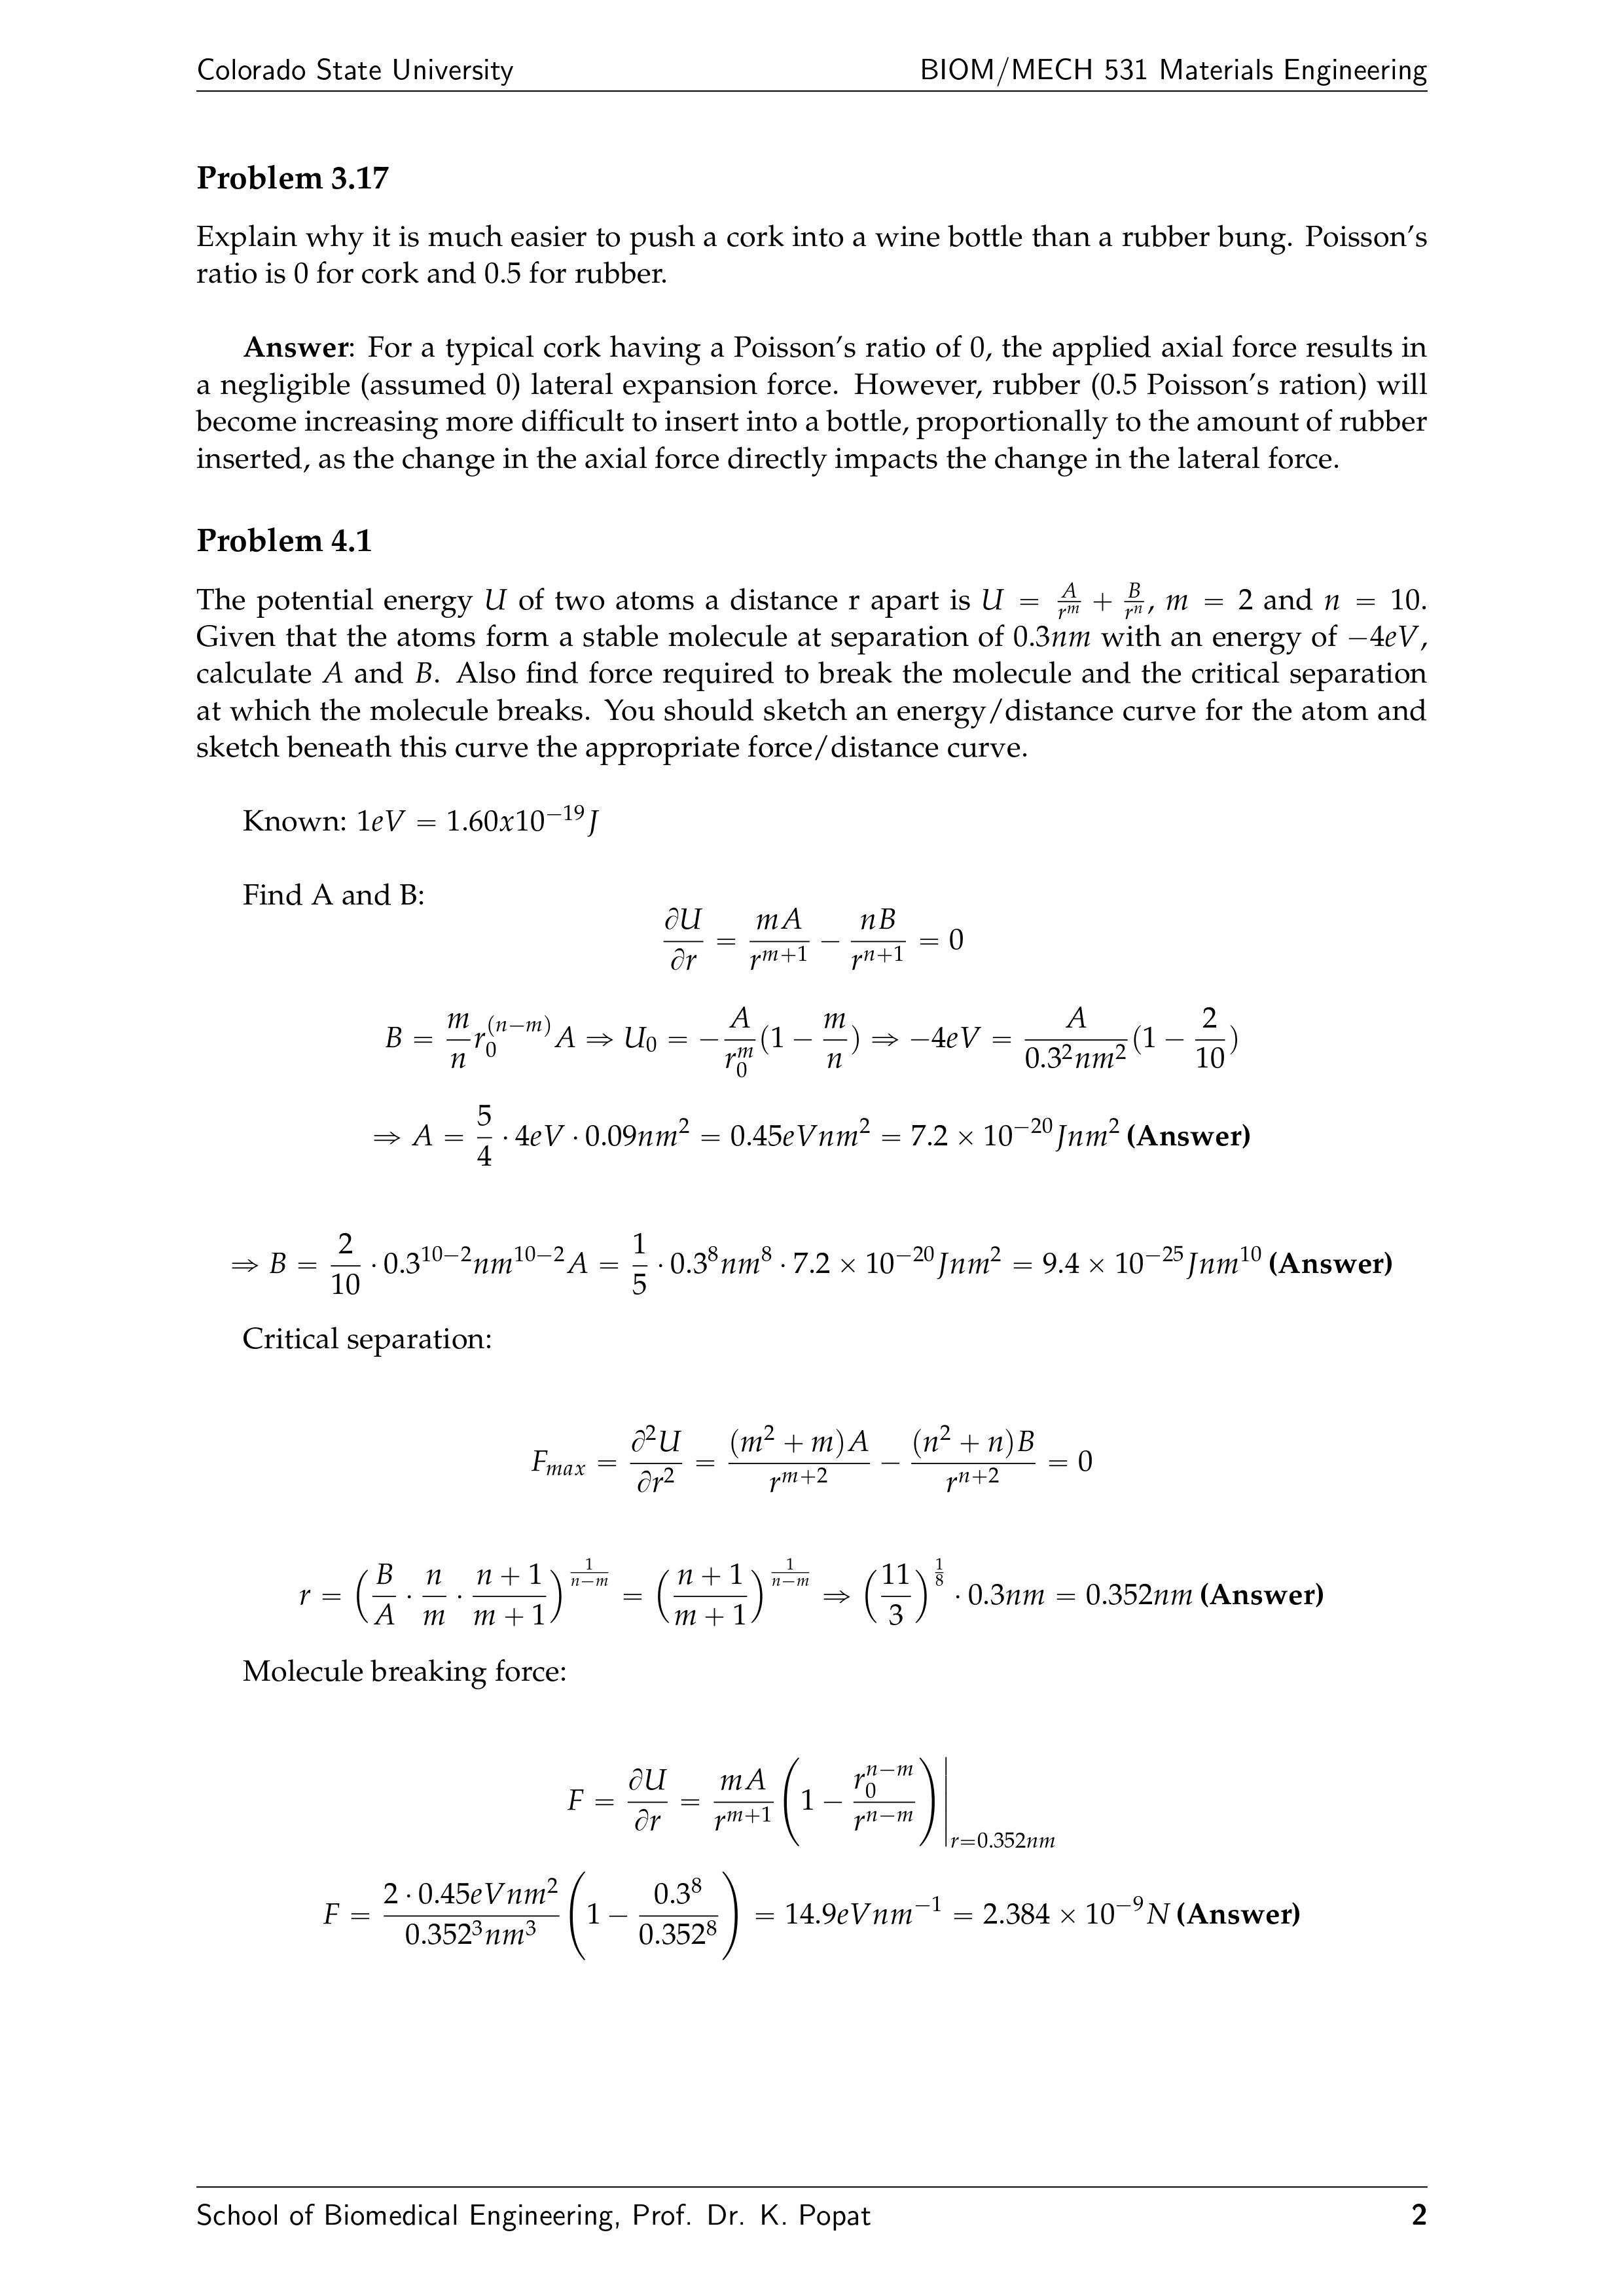 Colorado State University BIOM/MECH 531 Materials Engineering
Problem 3.17
Explain why it is much easier to push a cork into a wine bottle than a rubber bung. Poisson's
ratio is 0 for cork and 0.5 for rubber.
Answer: For a typical cork having a Poisson's ratio of 0, the applied axial force results in
a negligible (assumed 0) lateral expansion force. However, rubber (0.5 Poisson's ration) will
become increasing more difficult to insert into a bottle, proportionally to the amount of rubber
inserted, as the change in the axial force directly impacts the change in the lateral force.
Problem 4.1
The potential energy $U$ of two atoms a distance r apart is $U = \frac{A}{r^m} + \frac{B}{r^n}$, $m = 2$ and $n = 10$.
Given that the atoms form a stable molecule at separation of $0.3nm$ with an energy of $-4eV$,
calculate $A$ and $B$. Also find force required to break the molecule and the critical separation
at which the molecule breaks. You should sketch an energy/distance curve for the atom and
sketch beneath this curve the appropriate force/distance curve.
Known: $1eV = 1.60x10^{-19}J$
Find A and B:
$\frac{\partial U}{\partial r} = \frac{mA}{r^{m+1}} - \frac{nB}{r^{n+1}} = 0$
$B = \frac{m}{n} r_0^{(n-m)} A \Rightarrow U_0 = -\frac{A}{r_0^m}(1 - \frac{m}{n}) \Rightarrow -4eV = \frac{A}{0.3^2 nm^2}(1 - \frac{2}{10})$
$\Rightarrow A = \frac{5}{4} \cdot 4eV \cdot 0.09nm^2 = 0.45eVnm^2 = 7.2 \times 10^{-20} Jnm^2$ (Answer)
$\Rightarrow B = \frac{2}{10} \cdot 0.3^{10-2} nm^{10-2} A = \frac{1}{5} \cdot 0.3^8 nm^8 \cdot 7.2 \times 10^{-20} Jnm^2 = 9.4 \times 10^{-25} Jnm^{10}$ (Answer)
Critical separation:
$F_{max} = \frac{\partial^2 U}{\partial r^2} = \frac{(m^2 + m)A}{r^{m+2}} - \frac{(n^2 + n)B}{r^{n+2}} = 0$
$r = \left(\frac{B}{A} \cdot \frac{n}{m} \cdot \frac{n+1}{m+1}\right)^{\frac{1}{n-m}} = \left(\frac{n+1}{m+1}\right)^{\frac{1}{n-m}} \Rightarrow \left(\frac{11}{3}\right)^{\frac{1}{8}} \cdot 0.3nm = 0.352nm$ (Answer)
Molecule breaking force:
$F = \frac{\partial U}{\partial r} = \frac{mA}{r^{m+1}} \left(1 - \frac{r_0^{n-m}}{r^{n-m}}\right)\Big|_{r=0.352nm}$
$F = \frac{2 \cdot 0.45eVnm^2}{0.352^3 nm^3} \left(1 - \frac{0.3^8}{0.352^8}\right) = 14.9eVnm^{-1} = 2.384 \times 10^{-9} N$ (Answer)
School of Biomedical Engineering, Prof. Dr. K. Popat 2